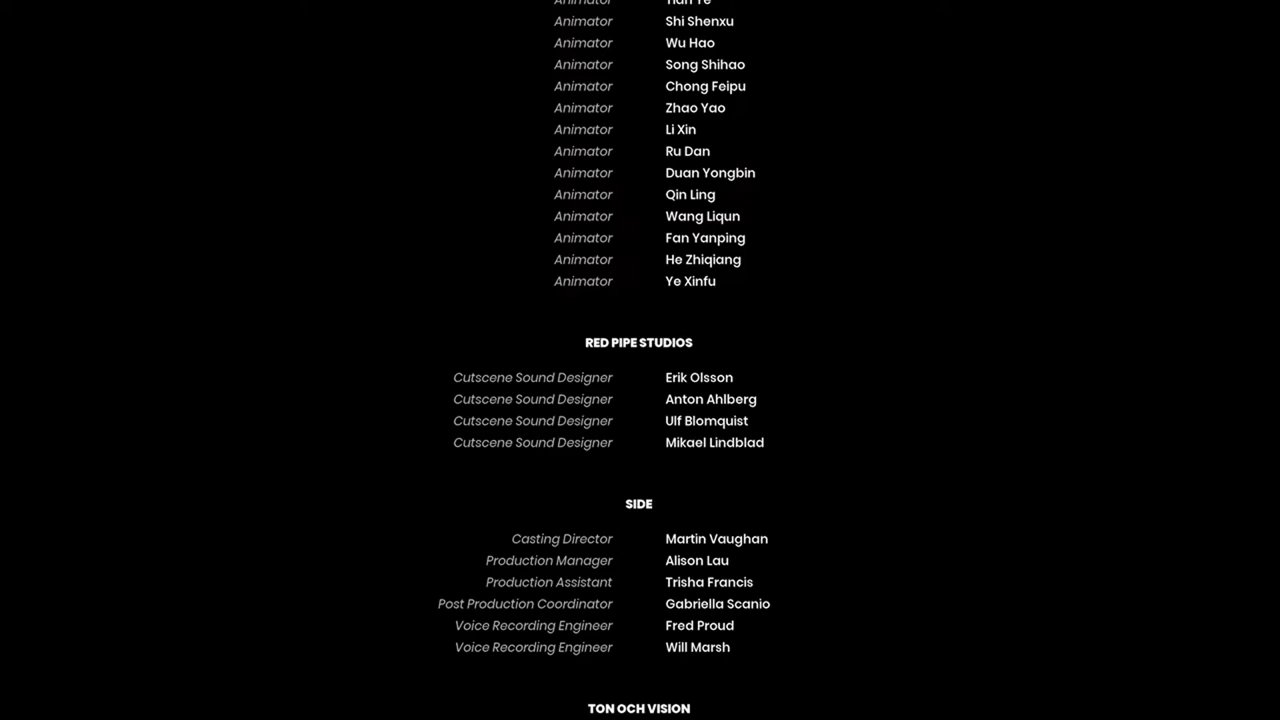 Animator Tian Ye
Animator Shi Shenxu
Animator Wu Hao
Animator Song Shihao
Animator Chong Feipu
Animator Zhao Yao
Animator Li Xin
Animator Ru Dan
Animator Duan Yongbin
Animator Qin Ling
Animator Wang Liqun
Animator Fan Yanping
Animator He Zhiqiang
Animator Ye Xinfu
RED PIPE STUDIOS
Cutscene Sound Designer Erik Olsson
Cutscene Sound Designer Anton Ahlberg
Cutscene Sound Designer Ulf Blomquist
Cutscene Sound Designer Mikael Lindblad
SIDE
Casting Director Martin Vaughan
Production Manager Alison Lau
Production Assistant Trisha Francis
Post Production Coordinator Gabriella Scanio
Voice Recording Engineer Fred Proud
Voice Recording Engineer Will Marsh
TON OCH VISION